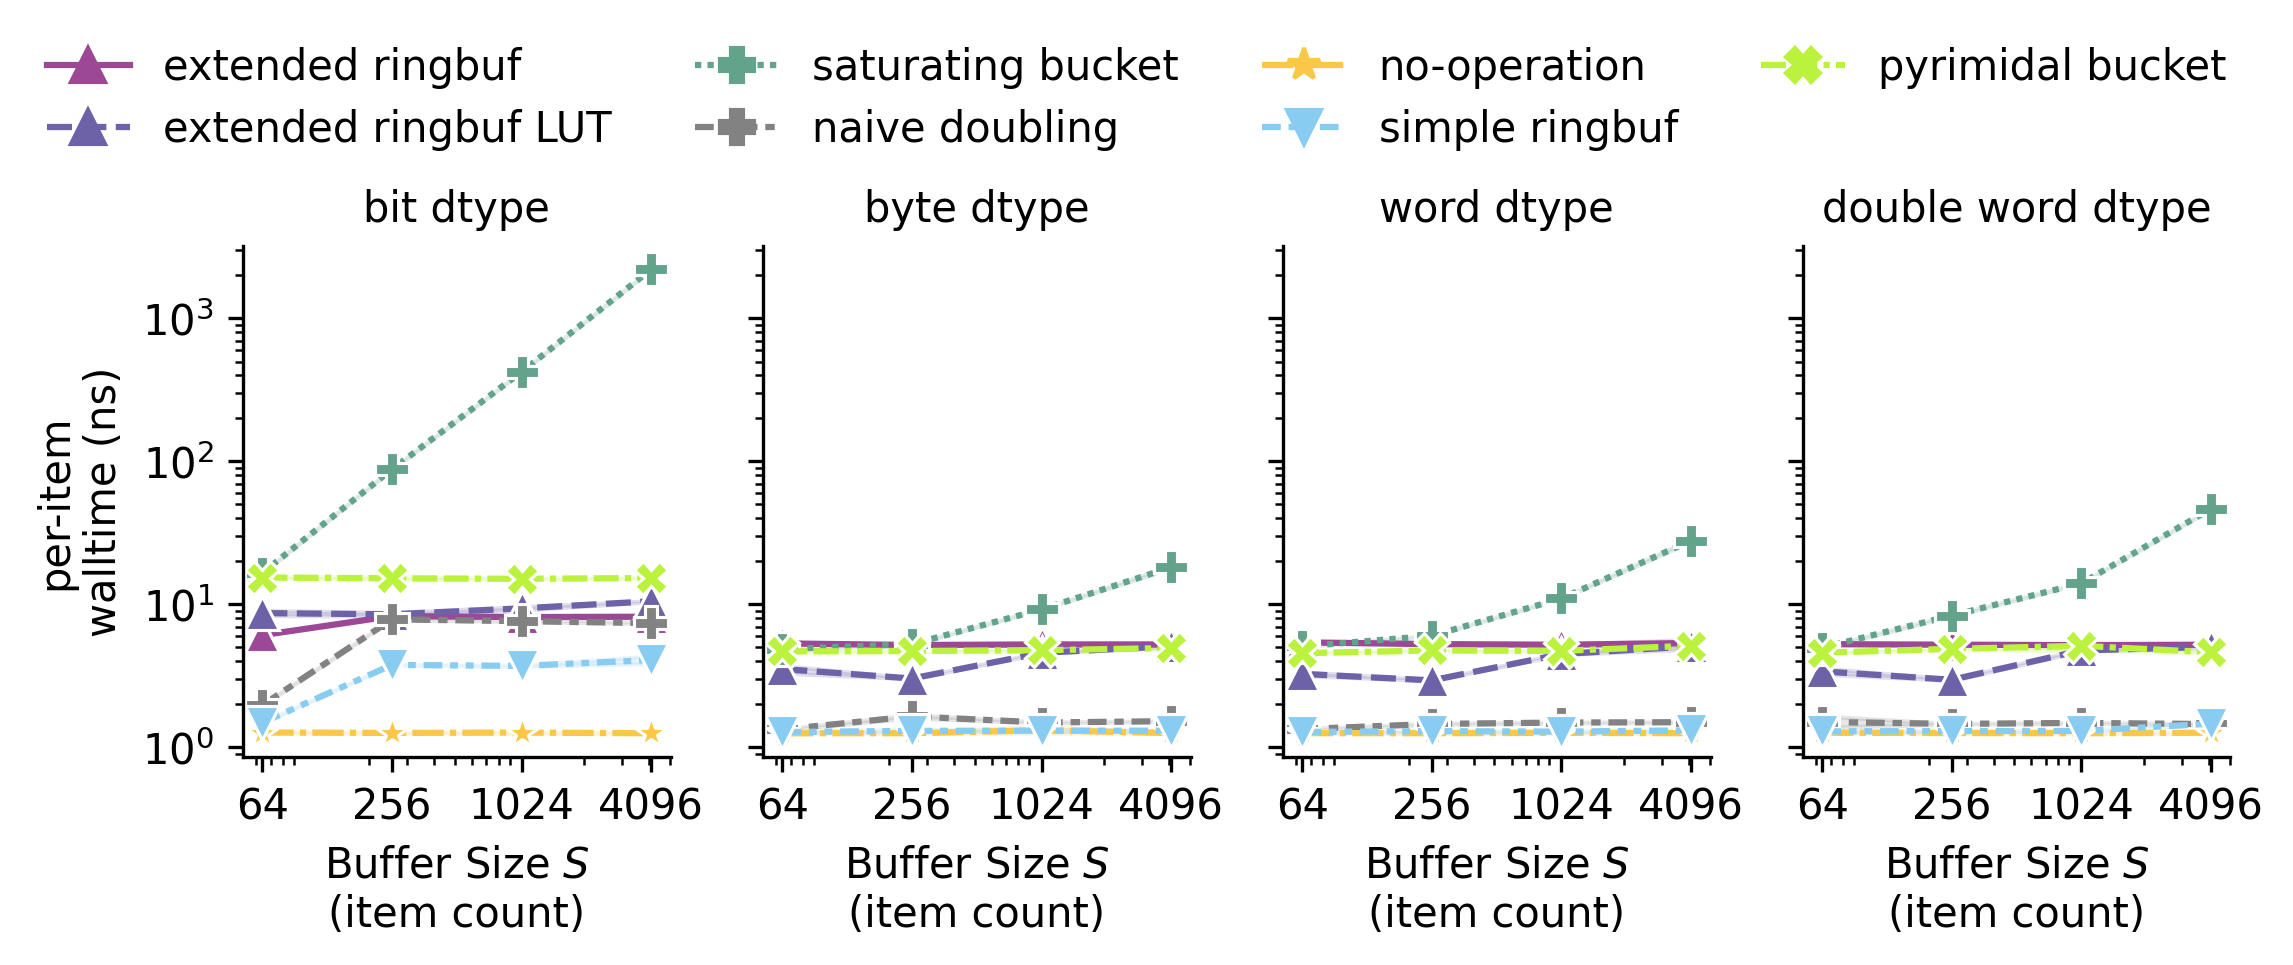 extended ringbuf
extended ringbuf LUT
saturating bucket
naive doubling
no-operation
simple ringbuf
pyrimidal bucket
bit dtype
byte dtype
word dtype
double word dtype
per-item
walltime (ns)
10³
10²
10¹
10⁰
64 256 1024 4096
64 256 1024 4096
64 256 1024 4096
64 256 1024 4096
Buffer Size S
(item count)
Buffer Size S
(item count)
Buffer Size S
(item count)
Buffer Size S
(item count)